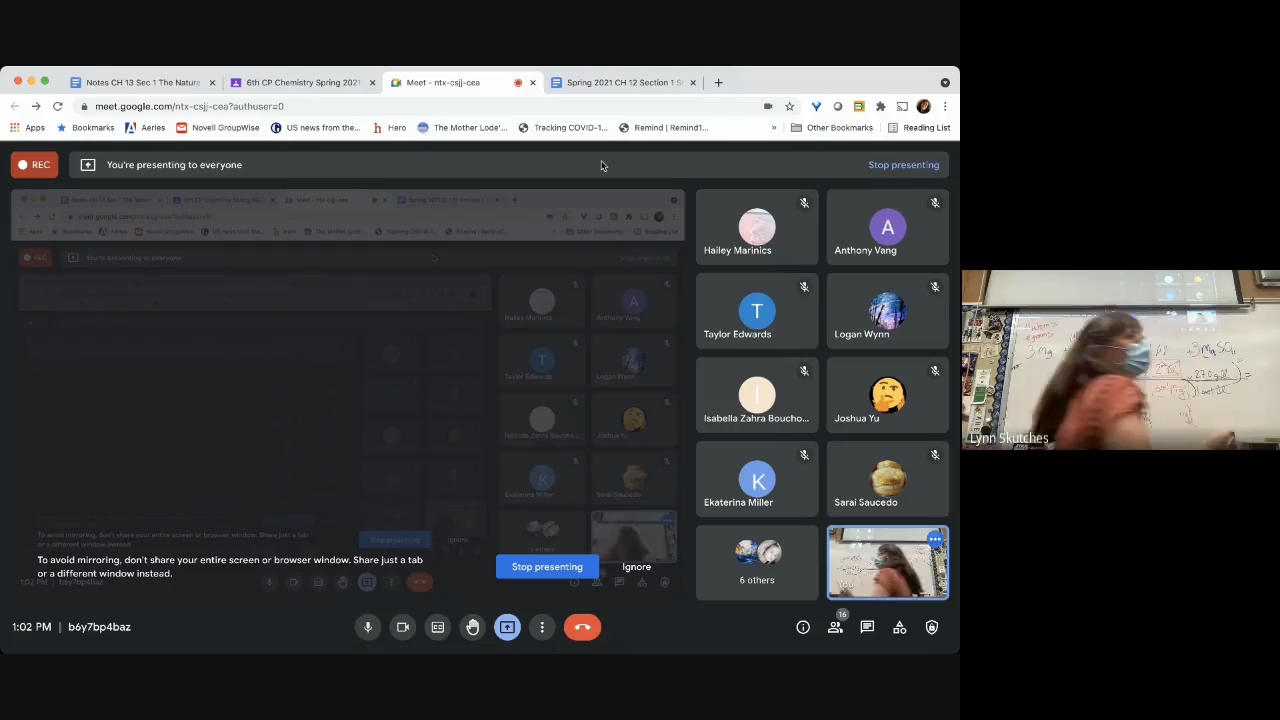 Notes CH 13 Sec 1 The Nature
6th CP Chemistry Spring 2021
Meet - ntx-csjj-cea
Spring 2021 CH 12 Section 1 S
meet.google.com/ntx-csjj-cea?authuser=0
Apps
Bookmarks
Aeries
Novell GroupWise
US news from the...
Hero
The Mother Lode'...
Tracking COVID-1...
Remind | Remind1...
»
Other Bookmarks
Reading List
REC
You're presenting to everyone
Stop presenting
Hailey Marinics
A
Anthony Vang
T
Taylor Edwards
Logan Wynn
I
Isabella Zahra Boucho...
Joshua Yu
K
Ekaterina Miller
Sarai Saucedo
6 others
You
To avoid mirroring, don't share your entire screen or browser window. Share just a tab
or a different window instead.
Stop presenting
Ignore
1:02 PM | b6y7bp4baz
16
3 Mg
Lynn Skutches